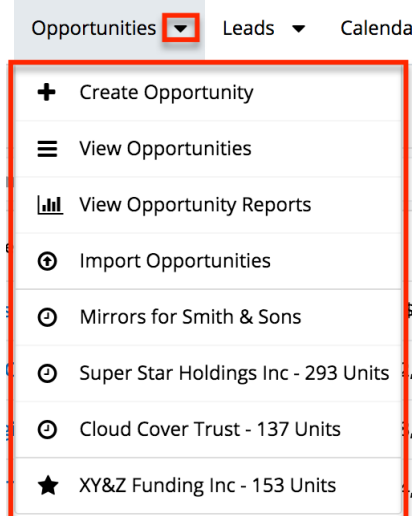 Opportunities Leads Calenda
Create Opportunity
View Opportunities
View Opportunity Reports
Import Opportunities
Mirrors for Smith & Sons
Super Star Holdings Inc - 293 Units
Cloud Cover Trust - 137 Units
XY&Z Funding Inc - 153 Units